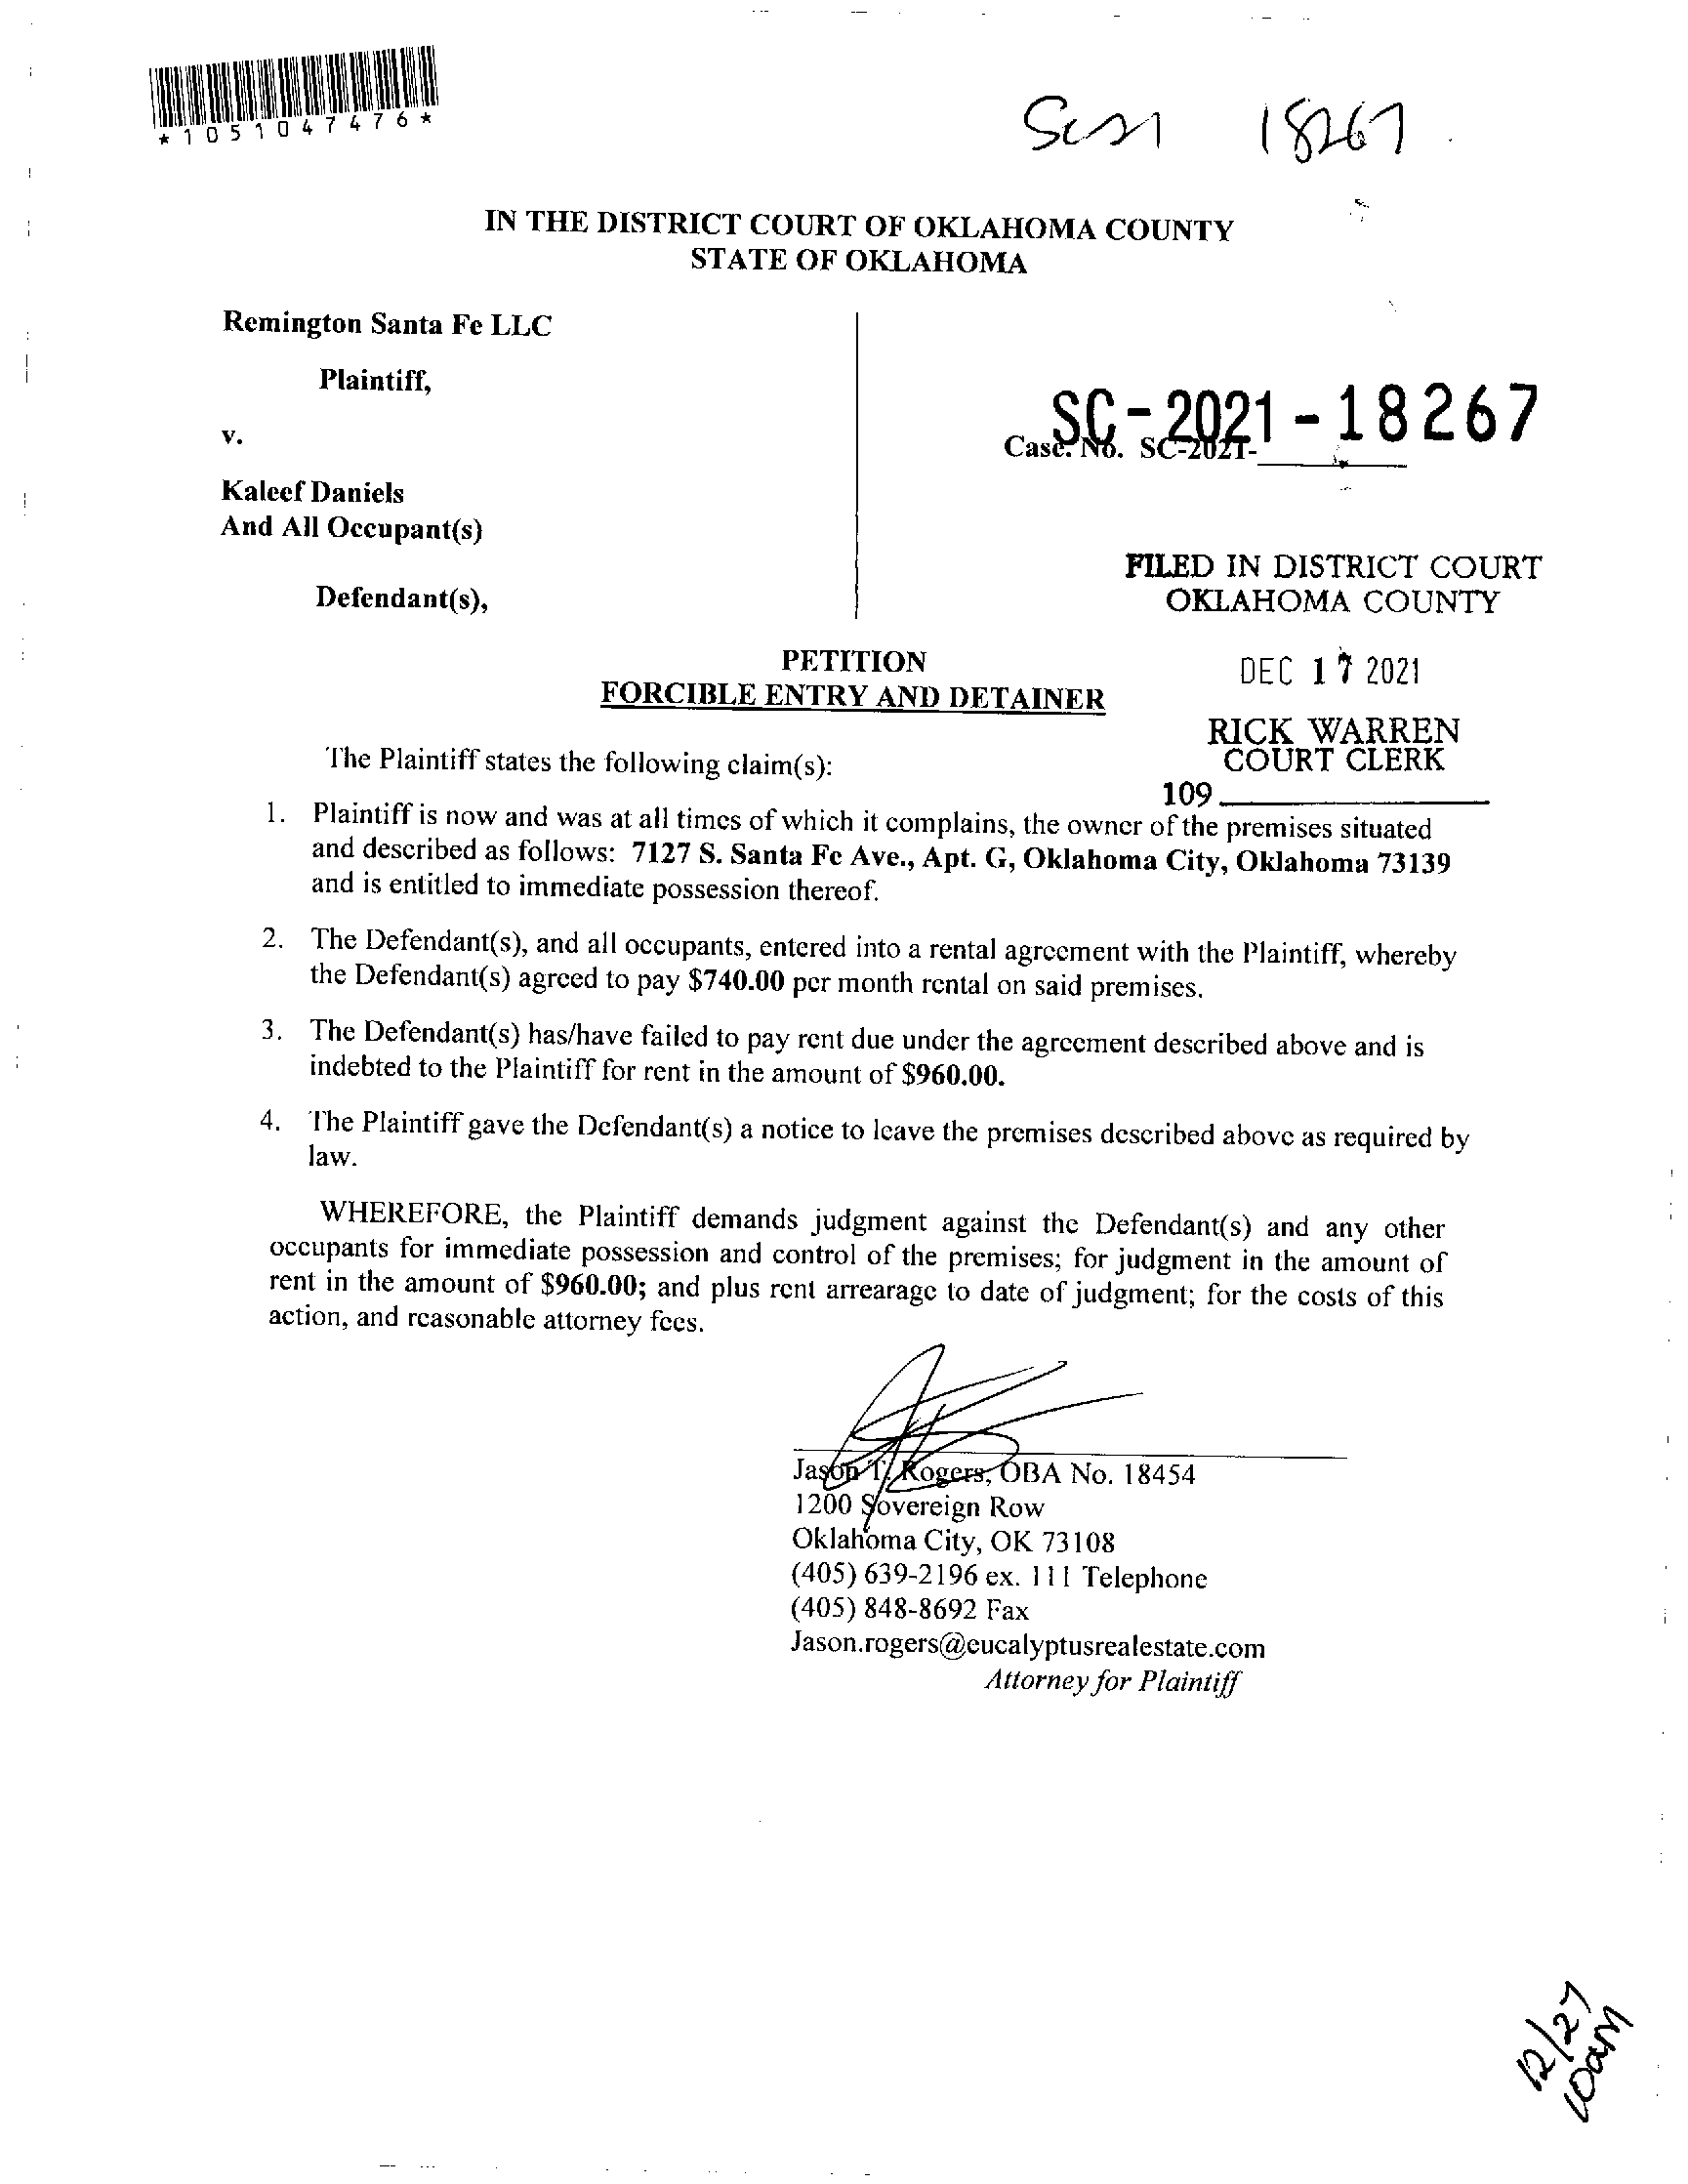 *1051047476*
SC21 18267
IN THE DISTRICT COURT OF OKLAHOMA COUNTY
STATE OF OKLAHOMA
Remington Santa Fe LLC
Plaintiff,
v.
SC-2021-18267
Case. No. SC-2021-
Kaleef Daniels
And All Occupant(s)
Defendant(s),
FILED IN DISTRICT COURT
OKLAHOMA COUNTY
DEC 17 2021
RICK WARREN
COURT CLERK
109
PETITION
FORCIBLE ENTRY AND DETAINER
The Plaintiff states the following claim(s):
1. Plaintiff is now and was at all times of which it complains, the owner of the premises situated
and described as follows: 7127 S. Santa Fe Ave., Apt. G, Oklahoma City, Oklahoma 73139
and is entitled to immediate possession thereof.
2. The Defendant(s), and all occupants, entered into a rental agreement with the Plaintiff, whereby
the Defendant(s) agreed to pay $740.00 per month rental on said premises.
3. The Defendant(s) has/have failed to pay rent due under the agreement described above and is
indebted to the Plaintiff for rent in the amount of $960.00.
4. The Plaintiff gave the Defendant(s) a notice to leave the premises described above as required by
law.
WHEREFORE, the Plaintiff demands judgment against the Defendant(s) and any other
occupants for immediate possession and control of the premises; for judgment in the amount of
rent in the amount of $960.00; and plus rent arrearage to date of judgment; for the costs of this
action, and reasonable attorney fees.
Jason T. Rogers, OBA No. 18454
1200 Sovereign Row
Oklahoma City, OK 73108
(405) 639-2196 ex. 111 Telephone
(405) 848-8692 Fax
Jason.rogers@eucalyptusrealestate.com
Attorney for Plaintiff
12/27
10am